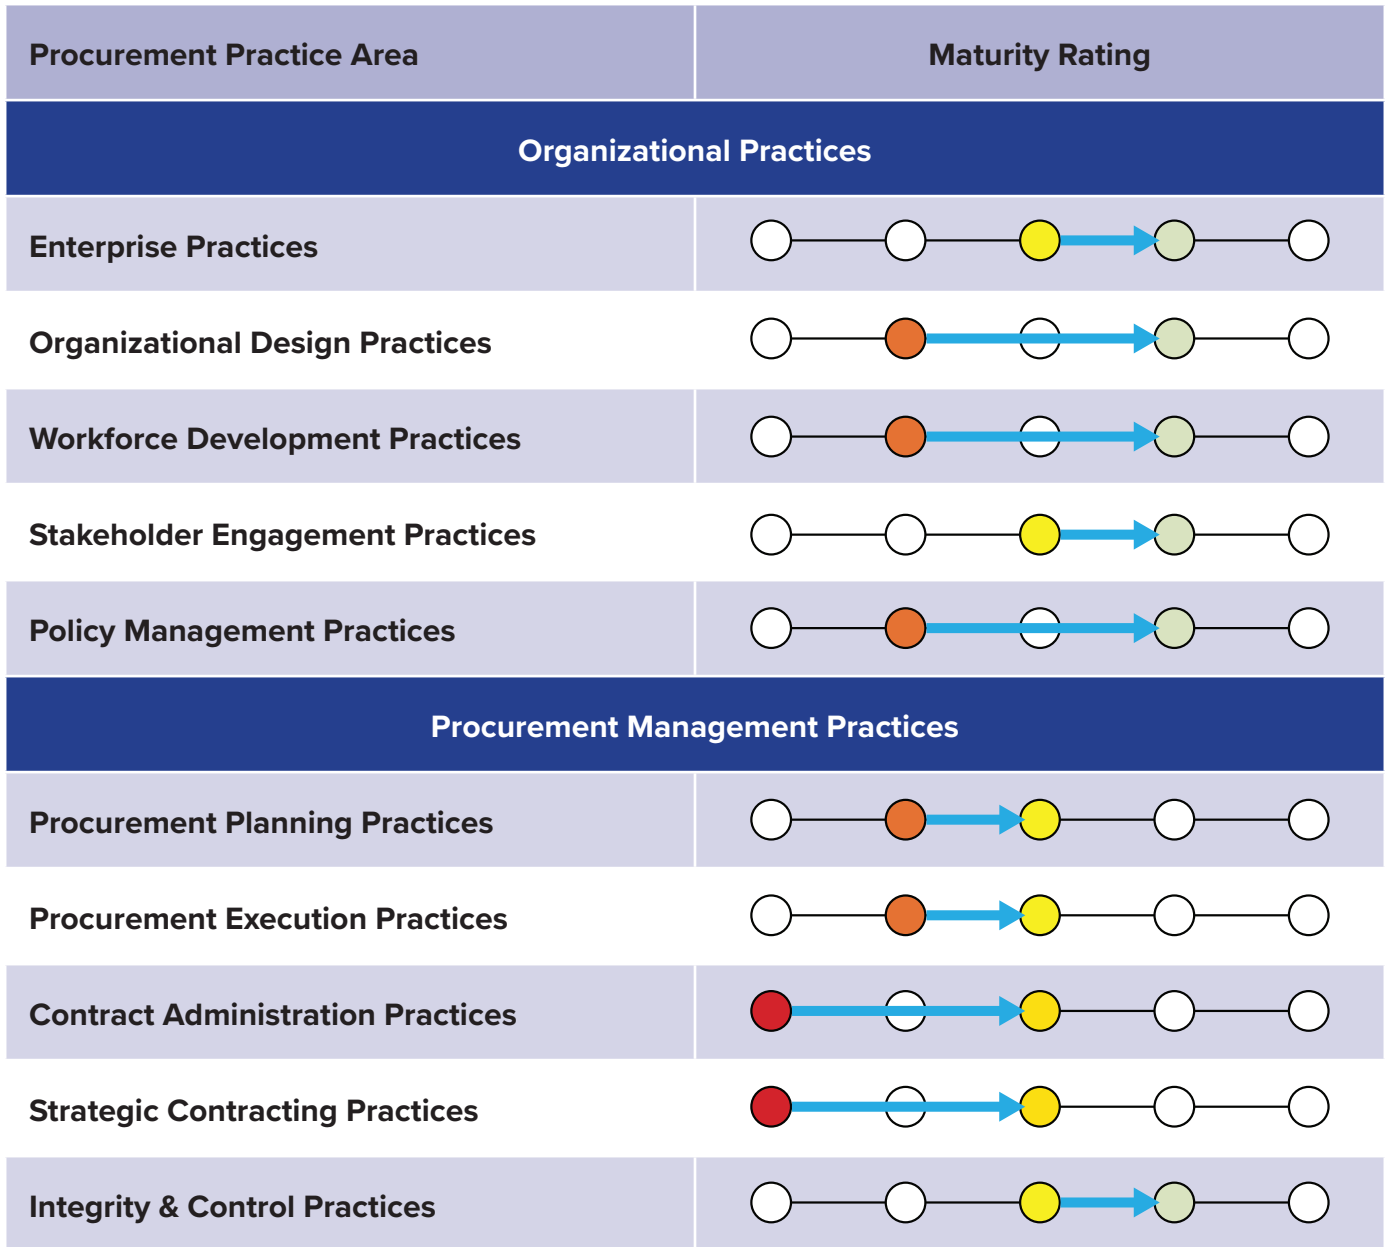 Procurement Practice Area
Maturity Rating
Organizational Practices
Enterprise Practices
Organizational Design Practices
Workforce Development Practices
Stakeholder Engagement Practices
Policy Management Practices
Procurement Management Practices
Procurement Planning Practices
Procurement Execution Practices
Contract Administration Practices
Strategic Contracting Practices
Integrity & Control Practices